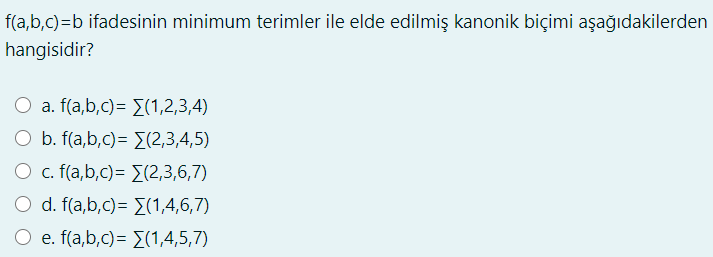 f(a,b,c)=b ifadesinin minimum terimler ile elde edilmiş kanonik biçimi aşağıdakilerden
hangisidir?
a. f(a,b,c)= ∑(1,2,3,4)
b. f(a,b,c)= ∑(2,3,4,5)
c. f(a,b,c)= ∑(2,3,6,7)
d. f(a,b,c)= ∑(1,4,6,7)
e. f(a,b,c)= ∑(1,4,5,7)